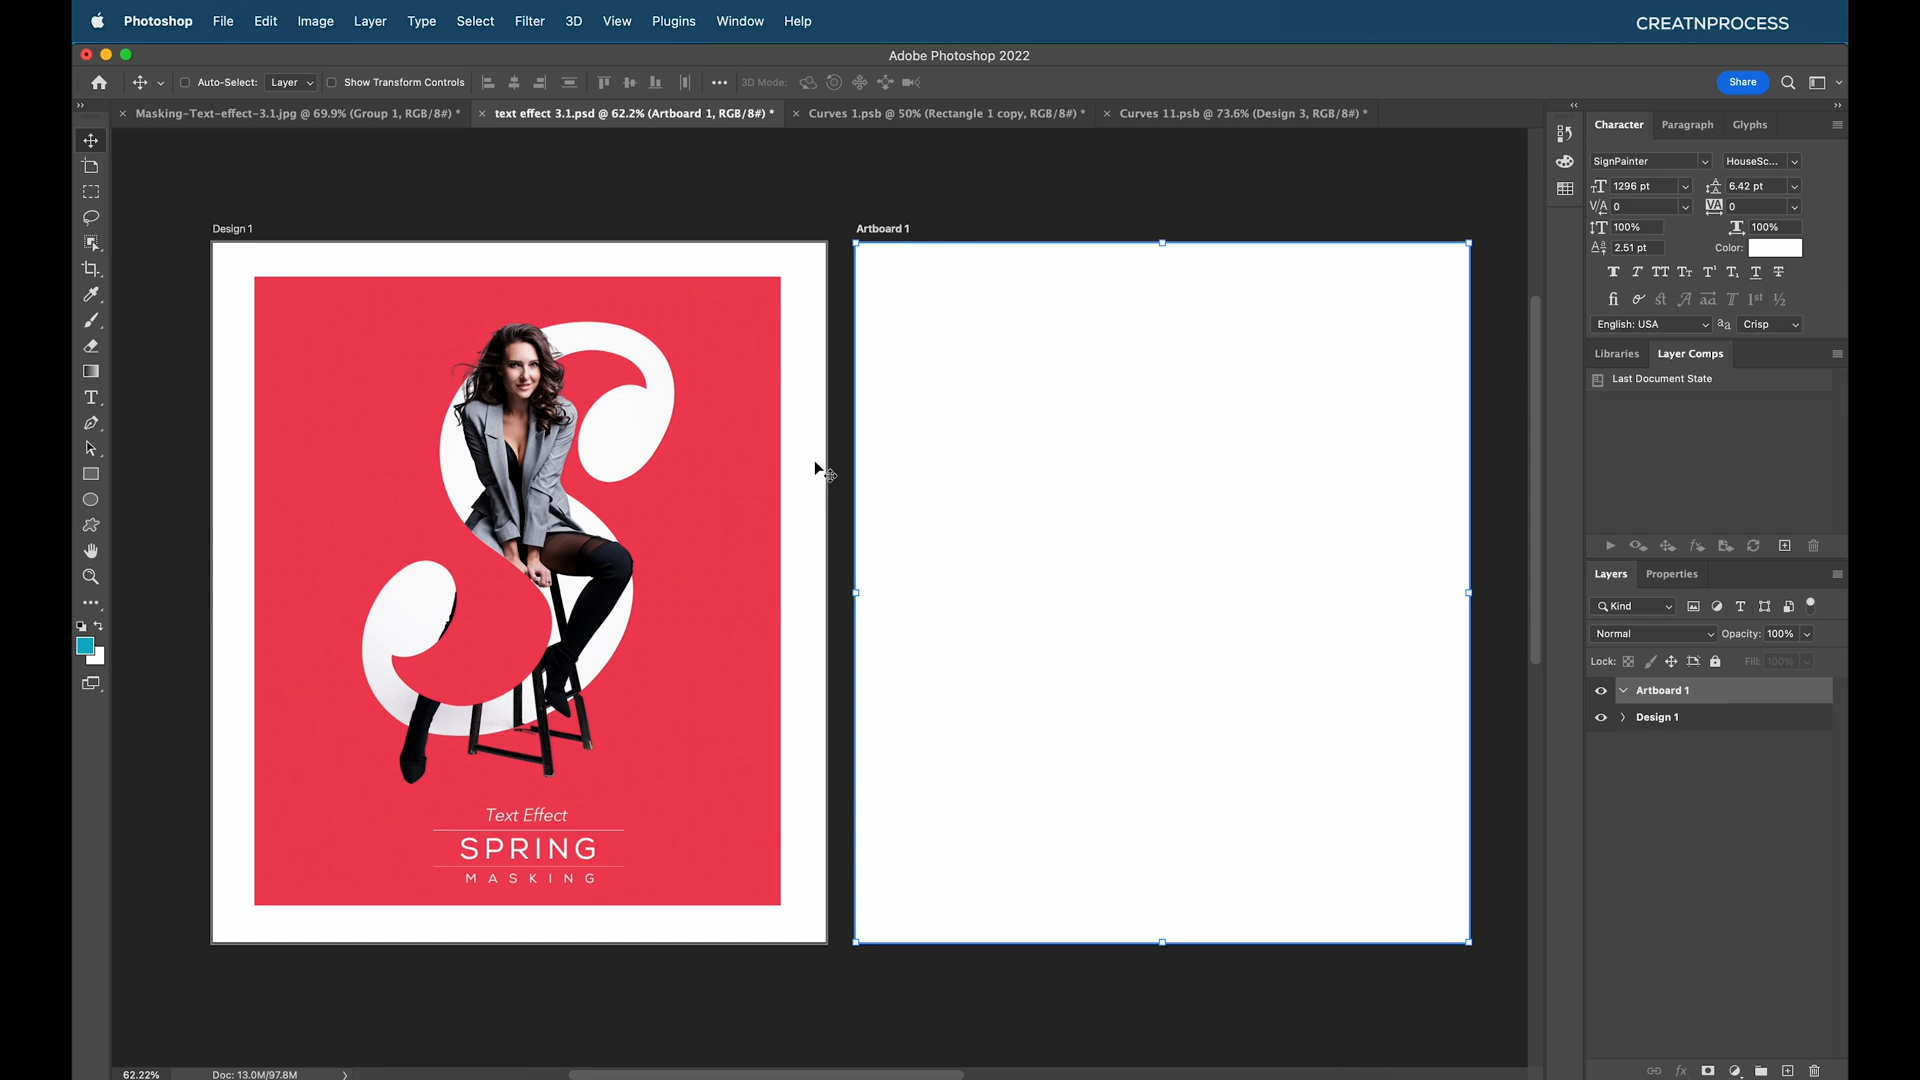 Photoshop File Edit Image Layer Type Select Filter 3D View Plugins Window Help
CREATNPROCESS
Adobe Photoshop 2022
Auto-Select: Layer Show Transform Controls 3D Mode: Share
Masking-Text-effect-3.1.jpg @ 69.9% (Group 1, RGB/8#) * text effect 3.1.psd @ 62.2% (Artboard 1, RGB/8#) * Curves 1.psb @ 50% (Rectangle 1 copy, RGB/8#) * Curves 11.psb @ 73.6% (Design 3, RGB/8#) *
Character Paragraph Glyphs
SignPainter HouseSc...
1296 pt 6.42 pt
0 0
100% 100%
2.51 pt Color:
English: USA Crisp
Libraries Layer Comps
Last Document State
Design 1 Artboard 1
S
Text Effect
SPRING
MASKING
Layers Properties
Kind
Normal Opacity: 100%
Lock: Fill: 100%
Artboard 1
Design 1
62.22% Doc: 13.0M/97.8M